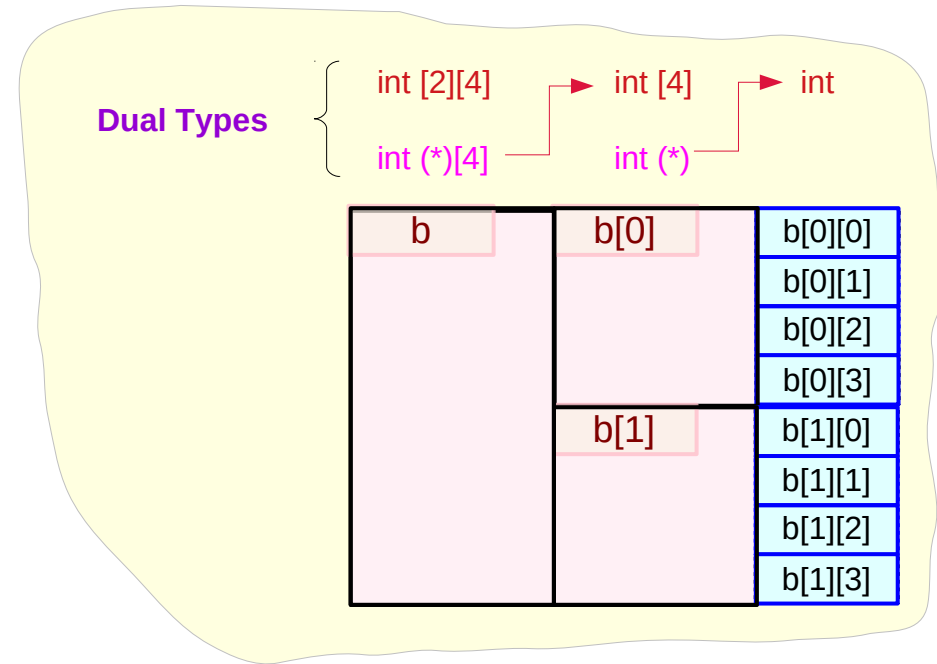 int [2][4] int [4] int
Dual Types
int (*)[4] int (*)
b b[0] b[0][0]
b[0][1]
b[0][2]
b[0][3]
b[1] b[1][0]
b[1][1]
b[1][2]
b[1][3]